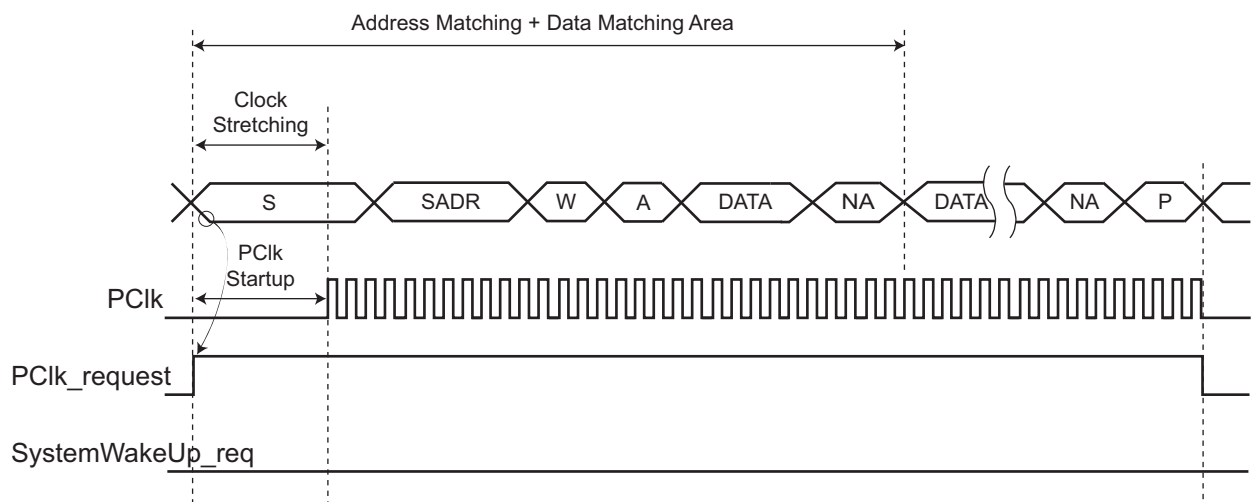 Address Matching + Data Matching Area
Clock
Stretching
S
SADR
W
A
DATA
NA
DATA
NA
P
PClk
Startup
PClk
PClk_request
SystemWakeUp_req